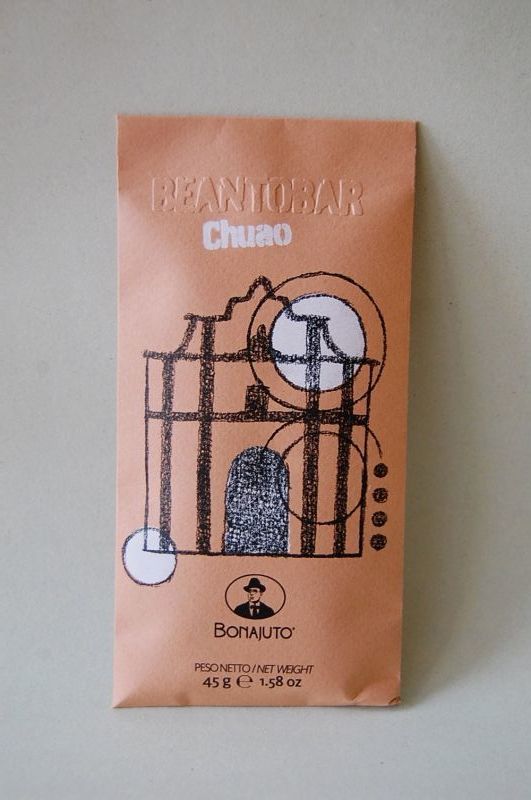 BEANTOBAR
Chuao
BONAJUTO®
PESO NETTO / NET WEIGHT
45 g ℮ 1.58 oz